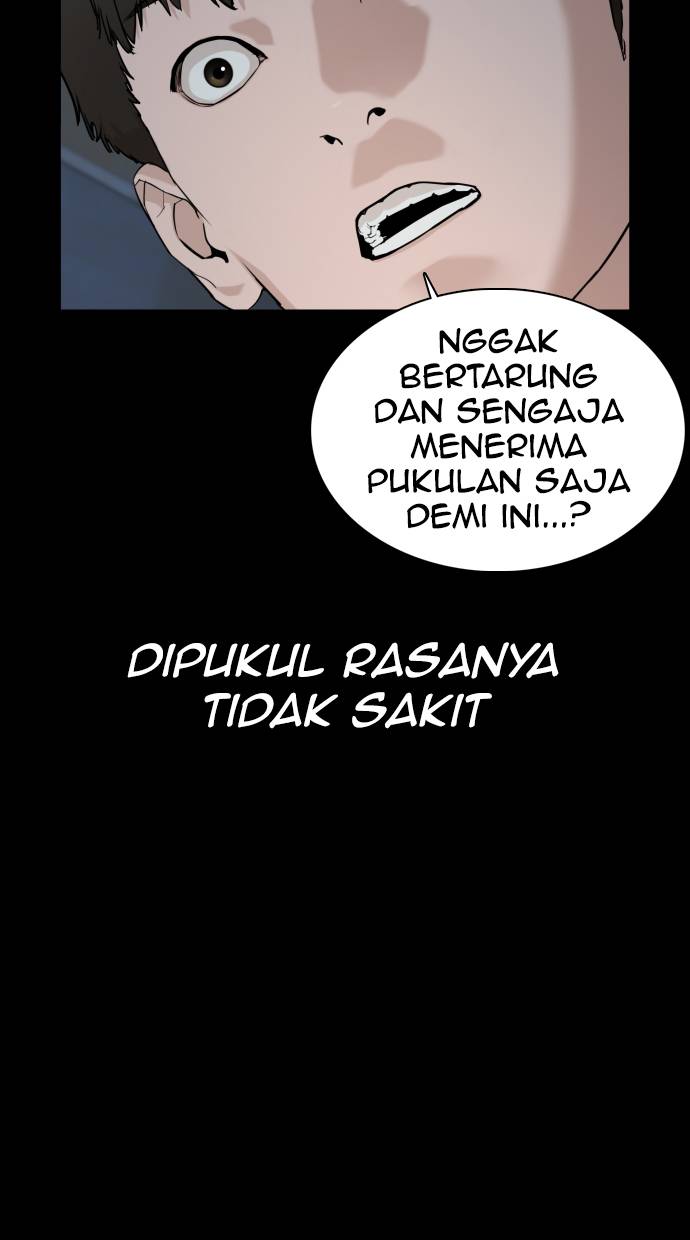 NGGAK
BERTARUNG
DAN SENGAJA
MENERIMA
PUKULAN SAJA
DEMI INI...?
DIPUKUL RASANYA
TIDAK SAKIT